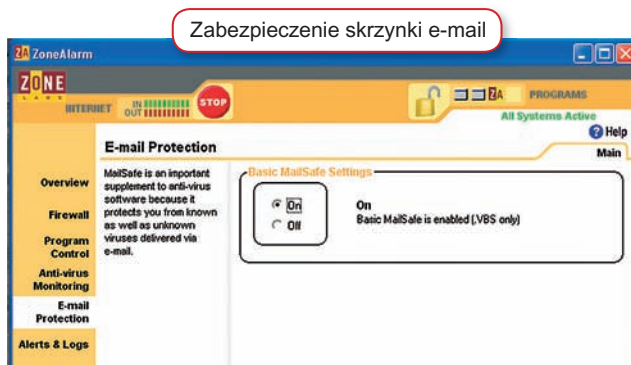 Zabezpieczenie skrzynki e-mail
ZA ZoneAlarm
ZONE
LABS
INTERNET
IN
OUT
STOP
ZA
PROGRAMS
All Systems Active
? Help
E-mail Protection
Main
Overview
Firewall
Program
Control
Anti-virus
Monitoring
E-mail
Protection
Alerts & Logs
MailSafe is an important
supplement to anti-virus
software because it
protects you from known
as well as unknown
viruses delivered via
e-mail.
Basic MailSafe Settings
On
Off
On
Basic MailSafe is enabled (.VBS only)